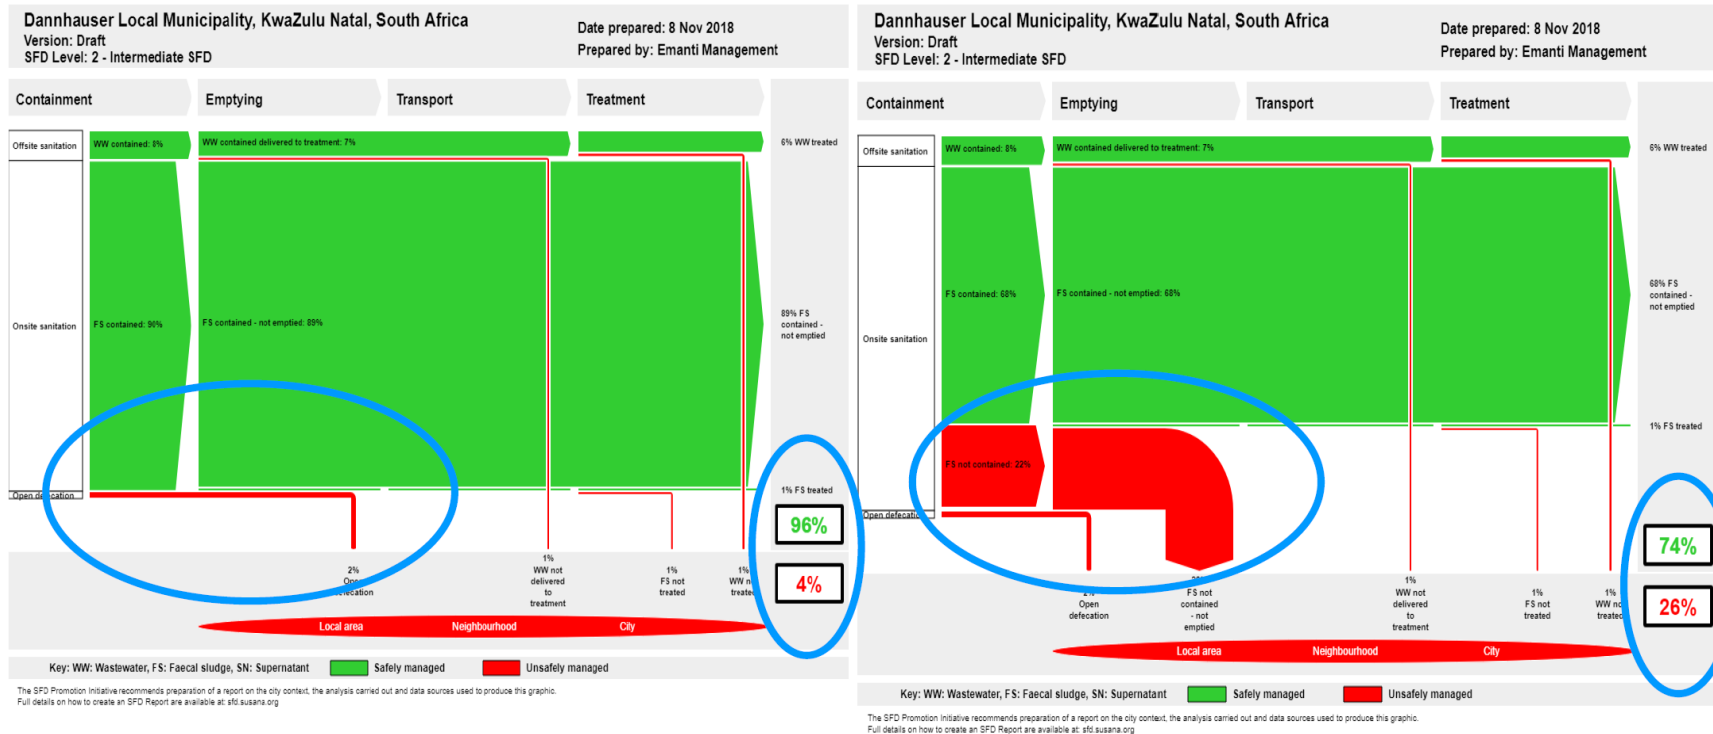 Dannhauser Local Municipality, KwaZulu Natal, South Africa
Version: Draft
SFD Level: 2 - Intermediate SFD
Date prepared: 8 Nov 2018
Prepared by: Emanti Management
Containment
Emptying
Transport
Treatment
Offsite sanitation
WW contained: 8%
WW contained delivered to treatment: 7%
6% WW treated
Onsite sanitation
FS contained: 90%
FS contained - not emptied: 89%
89% FS
contained -
not emptied
Open defecation
1% FS treated
96%
4%
2%
Open
defecation
1%
WW not
delivered
to
treatment
1%
FS not
treated
1%
WW not
treated
Local area
Neighbourhood
City
Key: WW: Wastewater, FS: Faecal sludge, SN: Supernatant
Safely managed
Unsafely managed
The SFD Promotion Initiative recommends preparation of a report on the city context, the analysis carried out and data sources used to produce this graphic.
Full details on how to create an SFD Report are available at: sfd.susana.org
Dannhauser Local Municipality, KwaZulu Natal, South Africa
Version: Draft
SFD Level: 2 - Intermediate SFD
Date prepared: 8 Nov 2018
Prepared by: Emanti Management
Containment
Emptying
Transport
Treatment
Offsite sanitation
WW contained: 8%
WW contained delivered to treatment: 7%
6% WW treated
Onsite sanitation
FS contained: 68%
FS contained - not emptied: 68%
68% FS
contained -
not emptied
1% FS treated
FS not contained: 22%
Open defecation
74%
26%
2%
Open
defecation
FS not
contained
- not
emptied
1%
WW not
delivered
to
treatment
1%
FS not
treated
1%
WW not
treated
Local area
Neighbourhood
City
Key: WW: Wastewater, FS: Faecal sludge, SN: Supernatant
Safely managed
Unsafely managed
The SFD Promotion Initiative recommends preparation of a report on the city context, the analysis carried out and data sources used to produce this graphic.
Full details on how to create an SFD Report are available at: sfd.susana.org